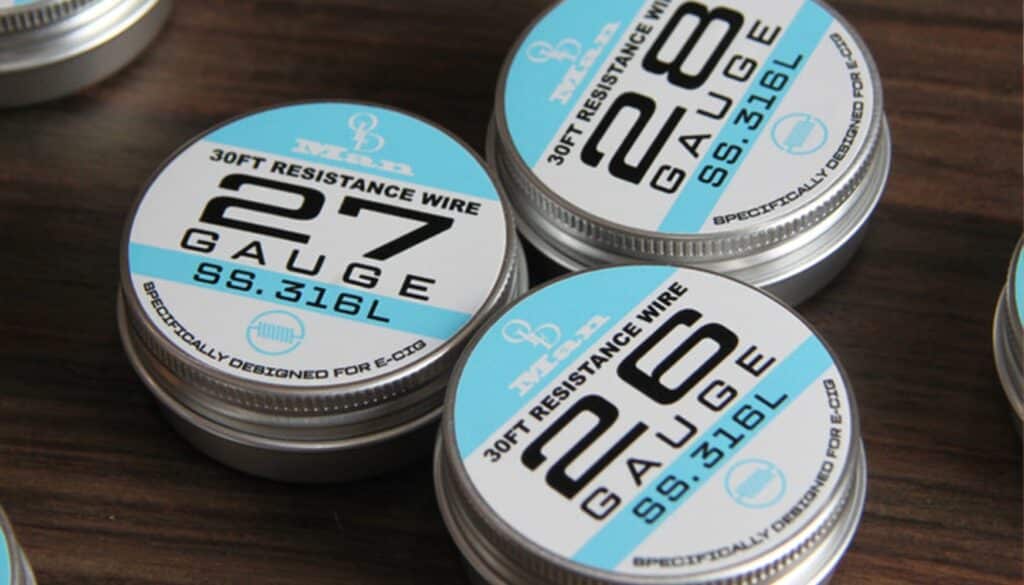 Man
30FT RESISTANCE WIRE
27
GAUGE
SS.316L
SPECIFICALLY DESIGNED FOR E-CIG
Man
30FT RESISTANCE WIRE
28
GAUGE
SS.316L
SPECIFICALLY DESIGNED FOR E-CIG
Man
30FT RESISTANCE WIRE
26
GAUGE
SS.316L
SPECIFICALLY DESIGNED FOR E-CIG